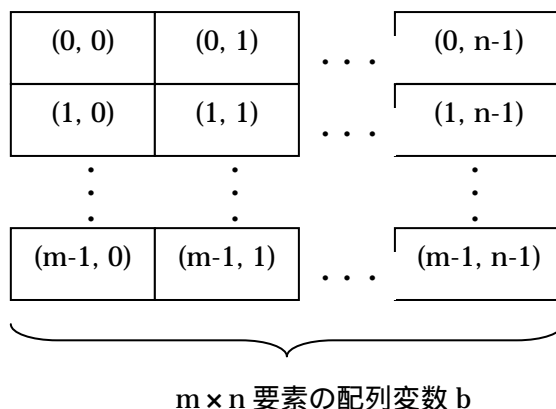 (0, 0) (0, 1) . . . (0, n-1)
(1, 0) (1, 1) . . . (1, n-1)
(m-1, 0) (m-1, 1) . . . (m-1, n-1)
m×n 要素の配列変数 b